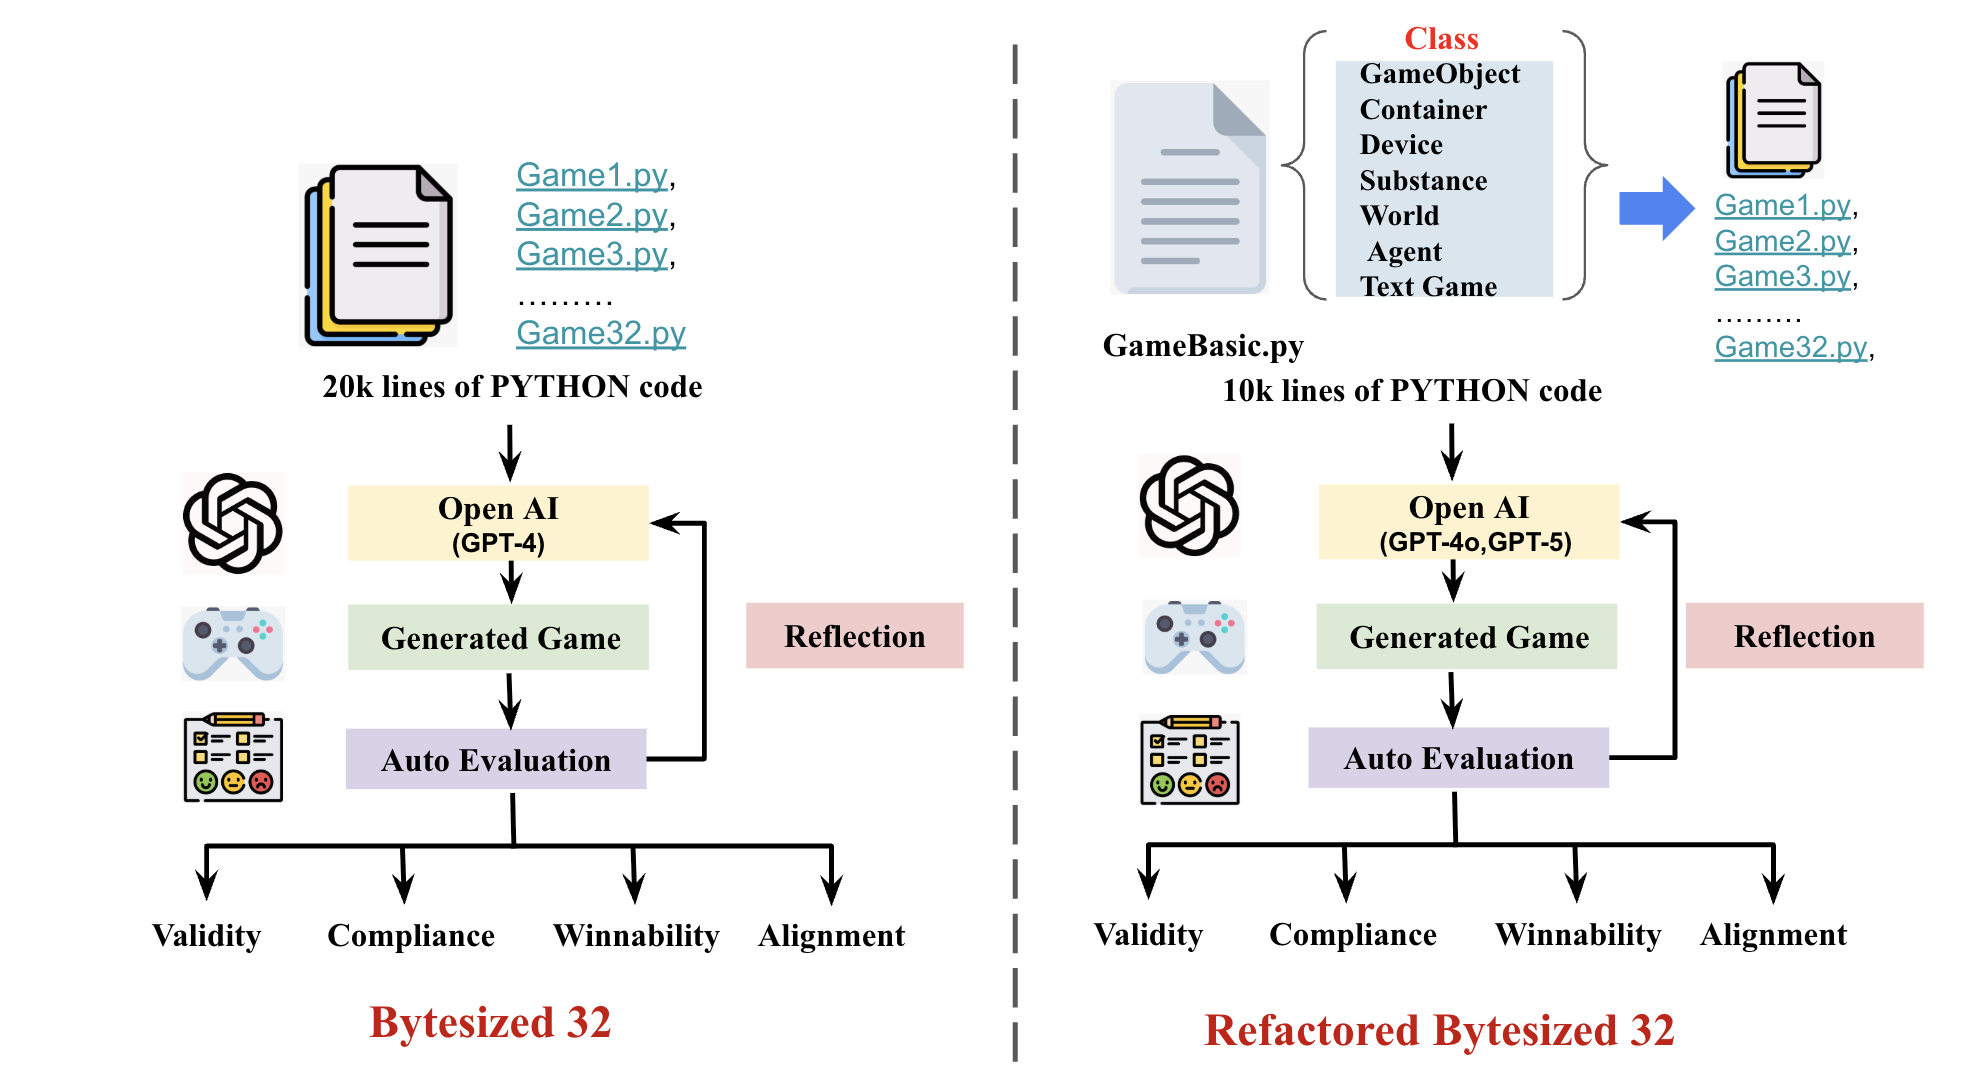 Game1.py,
Game2.py,
Game3.py,
.........
Game32.py
20k lines of PYTHON code
Open AI
(GPT-4)
Generated Game
Reflection
Auto Evaluation
Validity
Compliance
Winnability
Alignment
Bytesized 32
Class
GameObject
Container
Device
Substance
World
Agent
Text Game
GameBasic.py
Game1.py,
Game2.py,
Game3.py,
.........
Game32.py,
10k lines of PYTHON code
Open AI
(GPT-4o,GPT-5)
Generated Game
Reflection
Auto Evaluation
Validity
Compliance
Winnability
Alignment
Refactored Bytesized 32